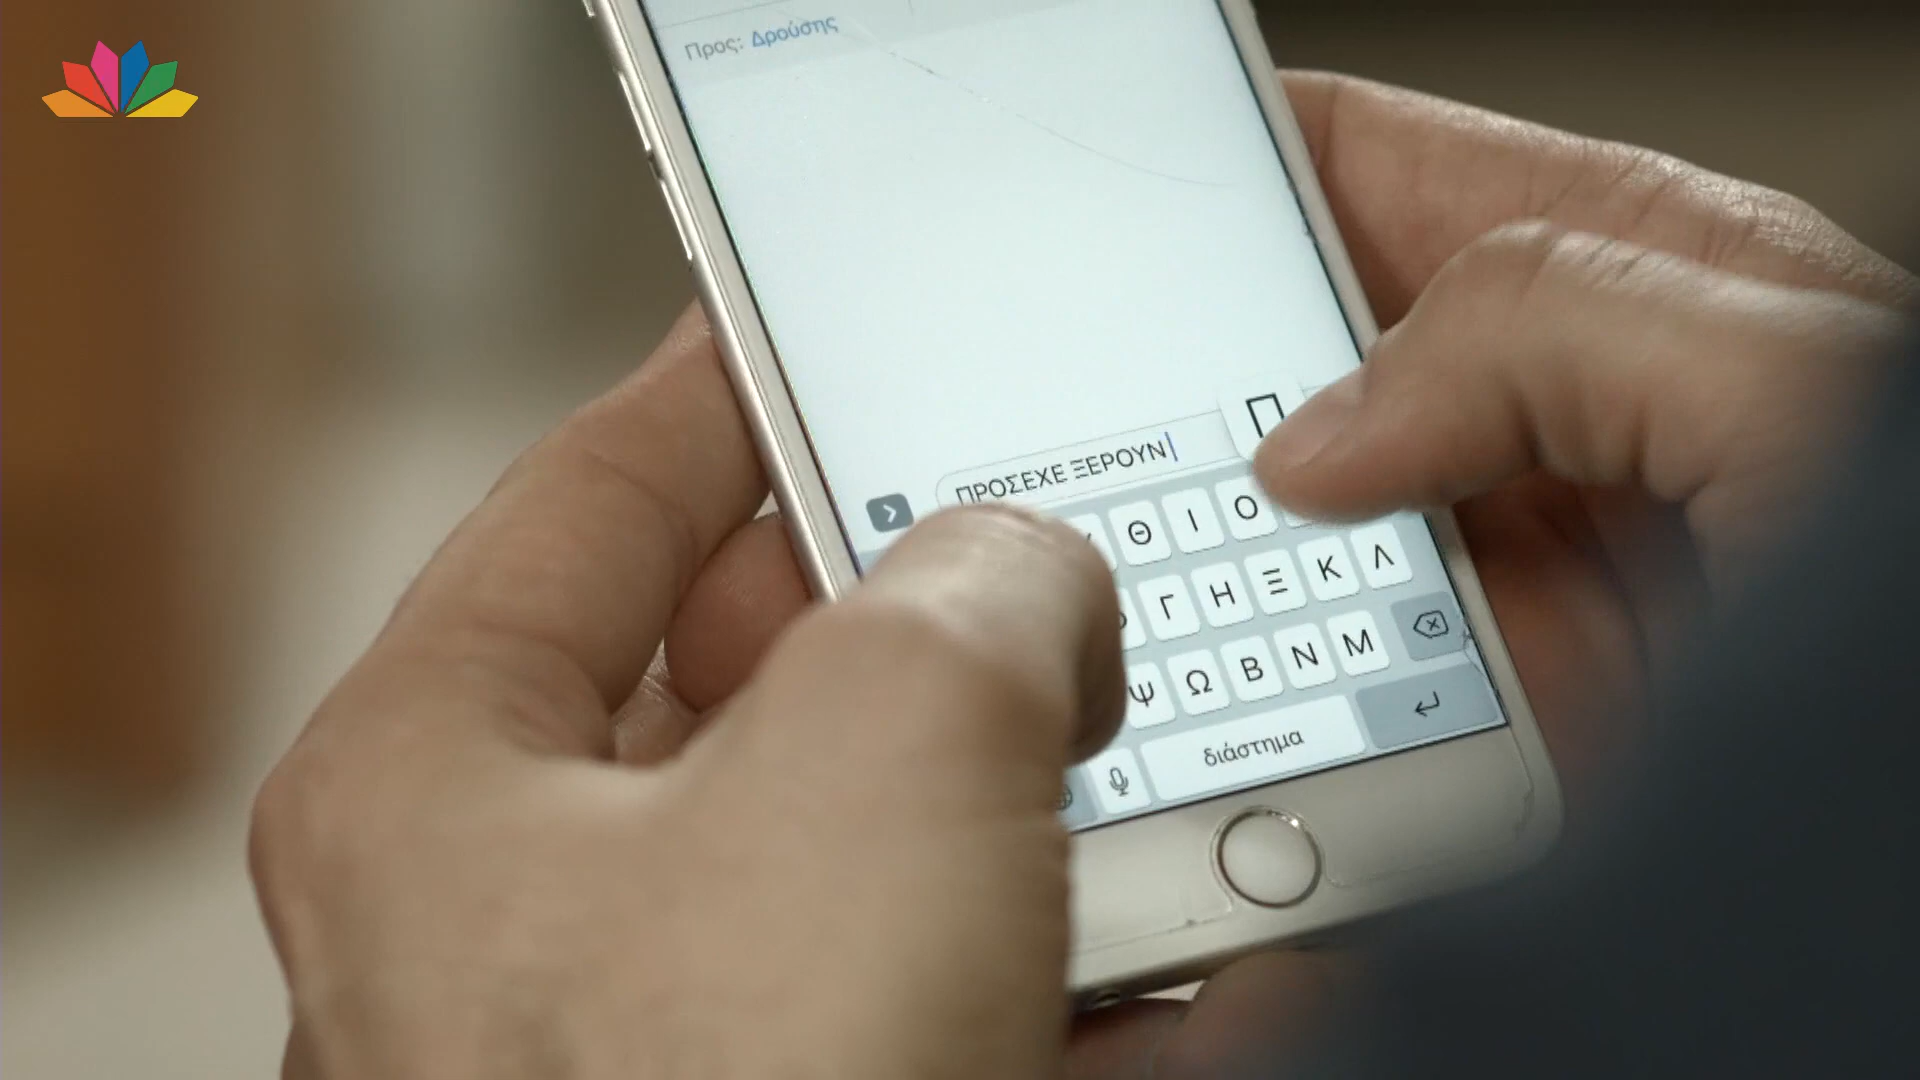 Προς: Δρούσης
ΠΡΟΣΕΧΕ ΞΕΡΟΥΝ
Π
Θ Ι Ο
Γ Η Ξ Κ Λ
Ψ Ω Β Ν Μ
διάστημα